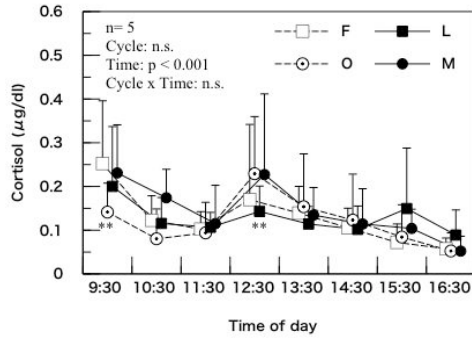 0.6
n= 5
Cycle: n.s.
Time: p < 0.001
Cycle x Time: n.s.
F
L
O
M
0.5
0.4
0.3
0.2
0.1
0
Cortisol (μg/dl)
**
**
9:30 10:30 11:30 12:30 13:30 14:30 15:30 16:30
Time of day